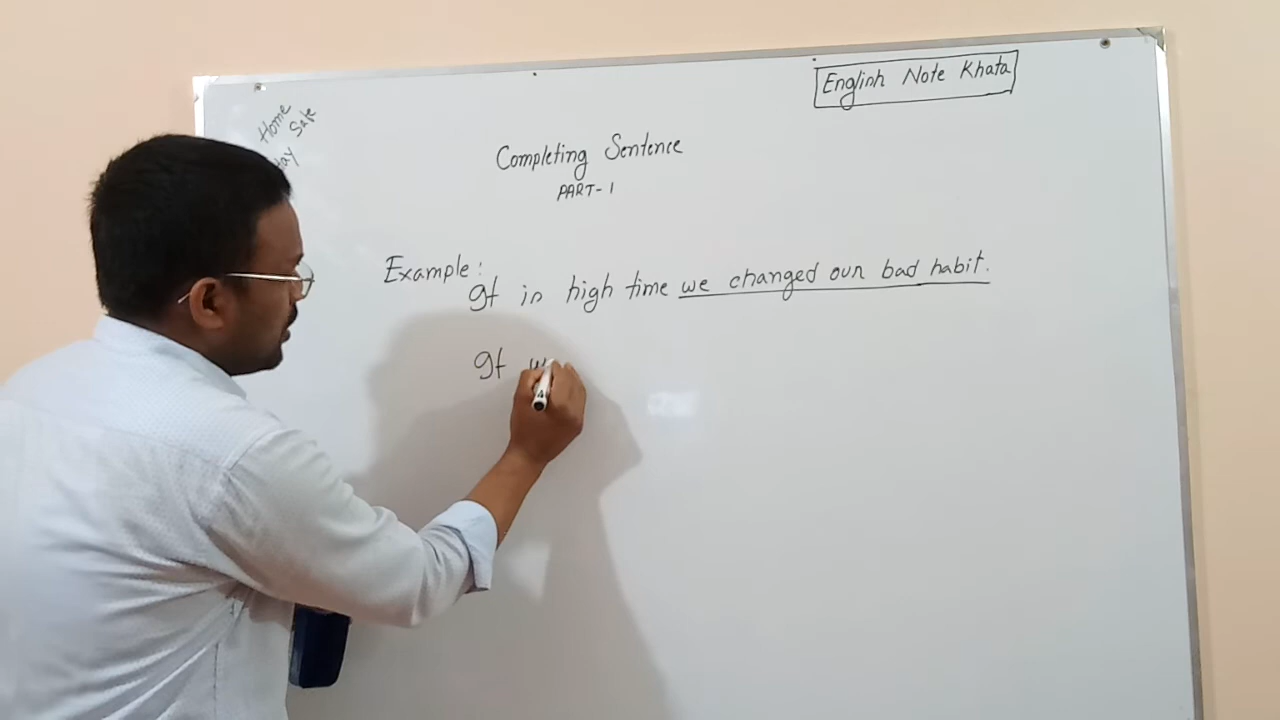 English Note Khata
Home
Stay Safe
Completing Sentence
PART-1
Example:
It is high time we changed our bad habit.
It w